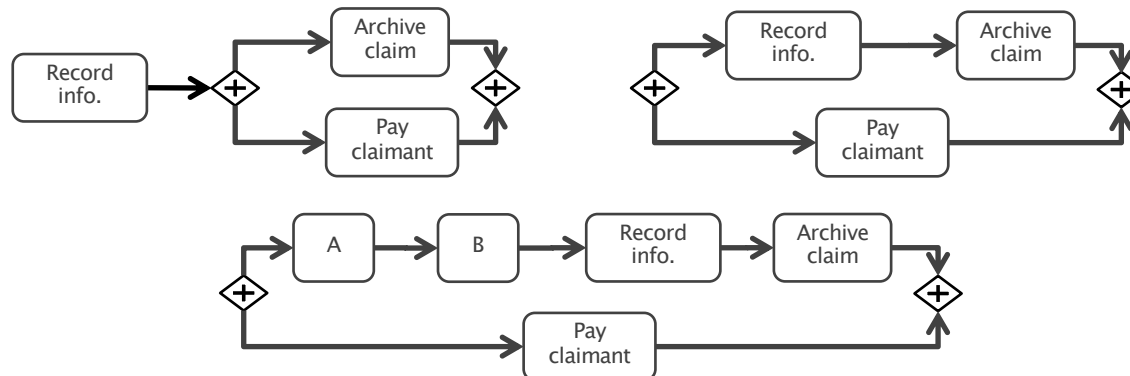 Record
info.
Archive
claim
Pay
claimant
Record
info.
Archive
claim
Pay
claimant
A
B
Record
info.
Archive
claim
Pay
claimant